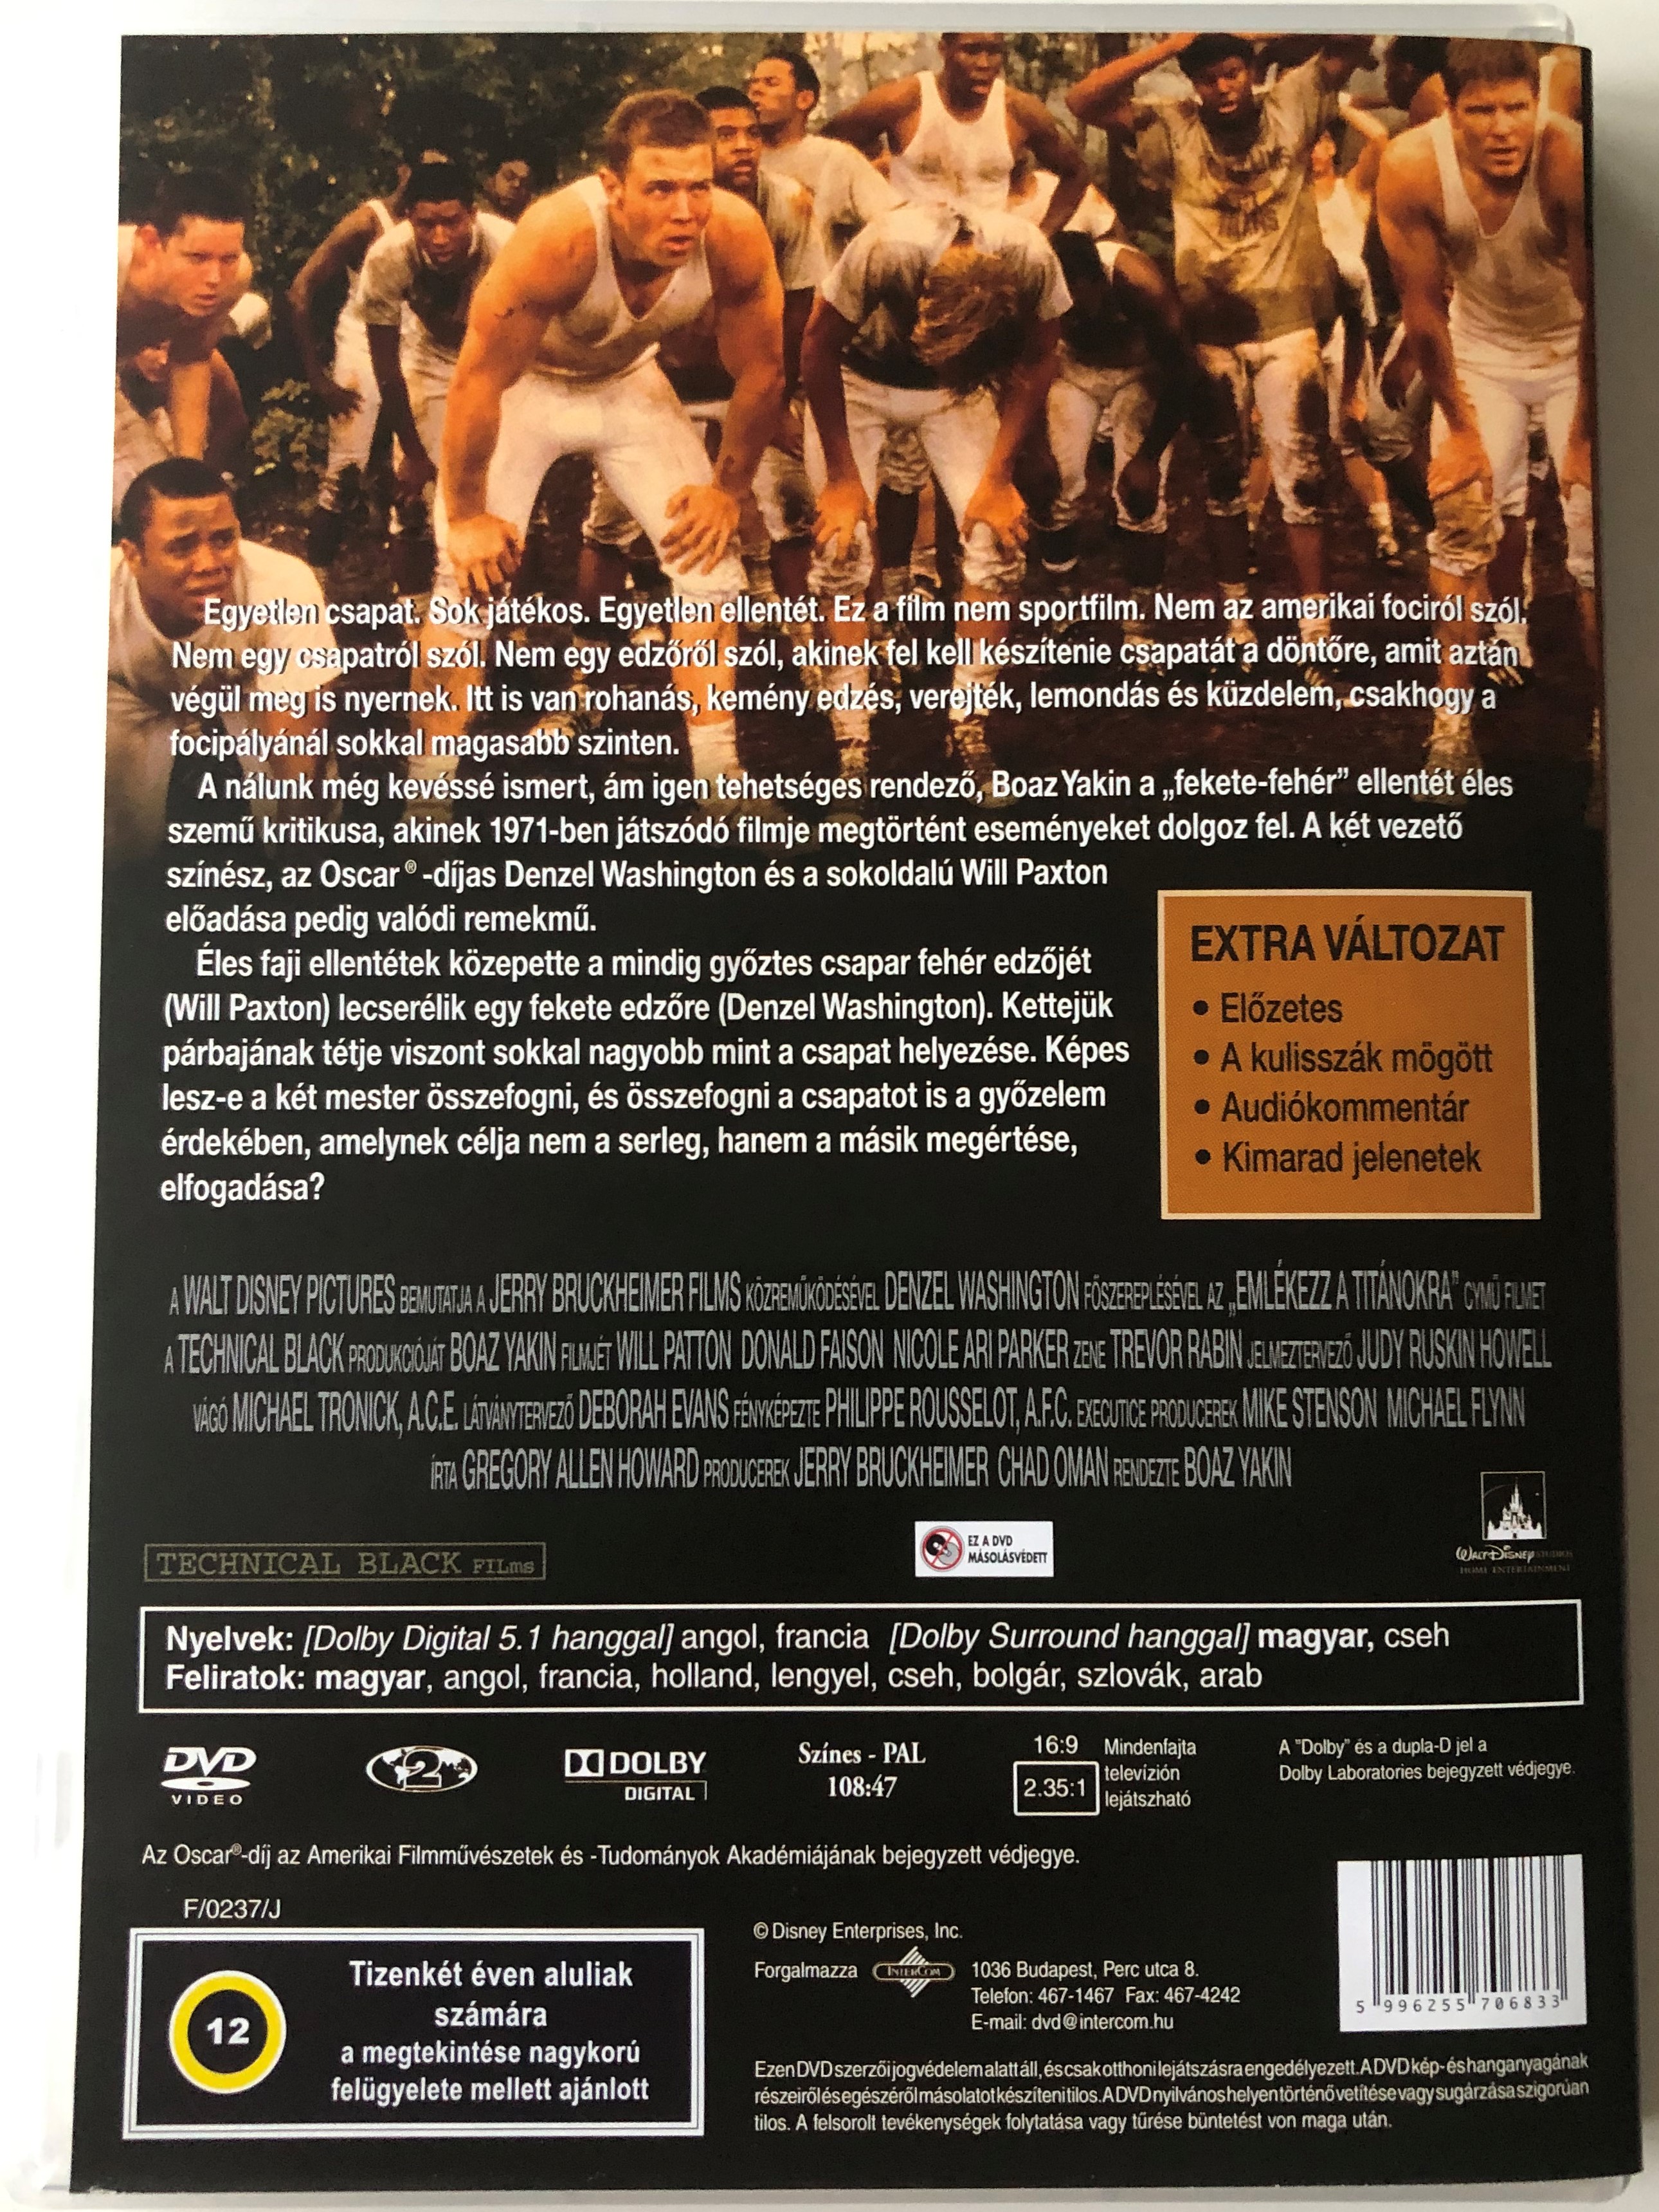 Egyetlen csapat. Sok játékos. Egyetlen ellentét. Ez a film nem sportfilm. Nem az amerikai fociról szól.
Nem egy csapatról szól. Nem egy edzőről szól, akinek fel kell készítenie csapatát a döntőre, amit aztán
végül meg is nyernek. Itt is van rohanás, kemény edzés, verejték, lemondás és küzdelem, csakhogy a
focipályánál sokkal magasabb szinten.
A nálunk még kevéssé ismert, ám igen tehetséges rendező, Boaz Yakin a „fekete-fehér” ellentét éles
szemű kritikusa, akinek 1971-ben játszódó filmje megtörtént eseményeket dolgoz fel. A két vezető
színész, az Oscar®-díjas Denzel Washington és a sokoldalú Will Paxton
előadása pedig valódi remekmű.
Éles faji ellentétek közepette a mindig győztes csapar fehér edzőjét
(Will Paxton) lecserélik egy fekete edzőre (Denzel Washington). Kettejük
párbajának tétje viszont sokkal nagyobb mint a csapat helyezése. Képes
lesz-e a két mester összefogni, és összefogni a csapatot is a győzelem
érdekében, amelynek célja nem a serleg, hanem a másik megértése,
elfogadása?
EXTRA VÁLTOZAT
• Előzetes
• A kulisszák mögött
• Audiókommentár
• Kimarad jelenetek
A WALT DISNEY PICTURES BEMUTATJA A JERRY BRUCKHEIMER FILMS KÖZREMŰKÖDÉSÉVEL DENZEL WASHINGTON FŐSZEREPLÉSÉVEL AZ „EMLÉKEZZ A TITÁNOKRA” CYMŰ FILMET
A TECHNICAL BLACK PRODUKCIÓJÁT BOAZ YAKIN FILMJÉT WILL PATTON DONALD FAISON NICOLE ARI PARKER ZENE TREVOR RABIN JELMEZTERVEZŐ JUDY RUSKIN HOWELL
VÁGÓ MICHAEL TRONICK, A.C.E. LÁTVÁNYTERVEZŐ DEBORAH EVANS FÉNYKÉPEZTE PHILIPPE ROUSSELOT, A.F.C. EXECUTICE PRODUCEREK MIKE STENSON MICHAEL FLYNN
ÍRTA GREGORY ALLEN HOWARD PRODUCEREK JERRY BRUCKHEIMER CHAD OMAN RENDEZTE BOAZ YAKIN
TECHNICAL BLACK FILms
EZ A DVD
MÁSOLÁSVÉDETT
WALT DISNEY STUDIOS
HOME ENTERTAINMENT
Nyelvek: [Dolby Digital 5.1 hanggal] angol, francia [Dolby Surround hanggal] magyar, cseh
Feliratok: magyar, angol, francia, holland, lengyel, cseh, bolgár, szlovák, arab
DVD
VIDEO
2
DOLBY
DIGITAL
Színes - PAL
108:47
16:9
2.35:1
Mindenfajta
televízión
lejátszható
A "Dolby" és a dupla-D jel a
Dolby Laboratories bejegyzett védjegye.
Az Oscar®-díj az Amerikai Filmművészetek és -Tudományok Akadémiájának bejegyzett védjegye.
F/0237/J
12
Tizenkét éven aluliak
számára
a megtekintése nagykorú
felügyelete mellett ajánlott
© Disney Enterprises, Inc.
Forgalmazza INTERCOM 1036 Budapest, Perc utca 8.
Telefon: 467-1467 Fax: 467-4242
E-mail: dvd@intercom.hu
Ezen DVD szerzői jogvédelem alatt áll, és csak otthoni lejátszásra engedélyezett. A DVD kép- és hanganyagának
részeiről és egészéről másolatot készíteni tilos. A DVD nyilvános helyen történő vetítése vagy sugárzása szigorúan
tilos. A felsorolt tevékenységek folytatása vagy tűrése büntetést von maga után.
5 996255 706833